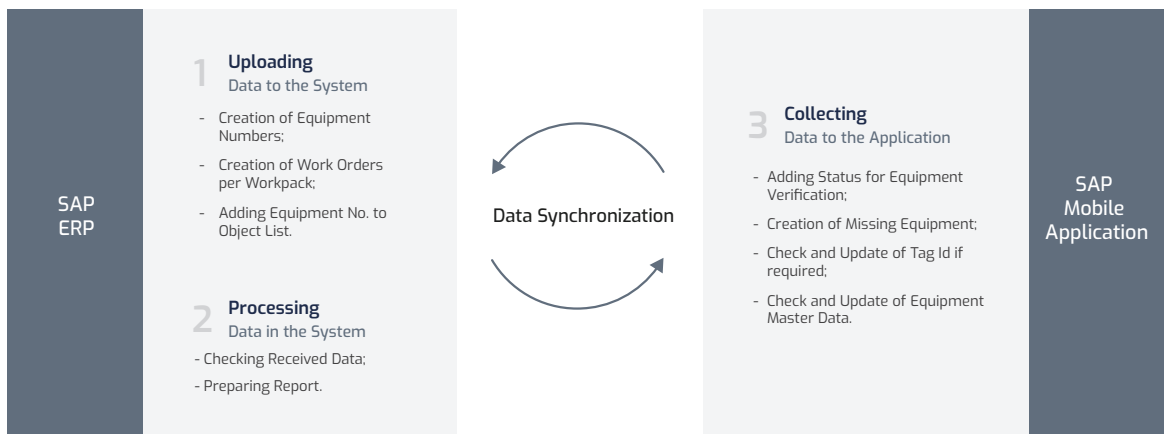 SAP
ERP
1
Uploading
Data to the System
- Creation of Equipment
Numbers;
- Creation of Work Orders
per Workpack;
- Adding Equipment No. to
Object List.
2
Processing
Data in the System
- Checking Received Data;
- Preparing Report.
Data Synchronization
3
Collecting
Data to the Application
- Adding Status for Equipment
Verification;
- Creation of Missing Equipment;
- Check and Update of Tag Id if
required;
- Check and Update of Equipment
Master Data.
SAP
Mobile
Application